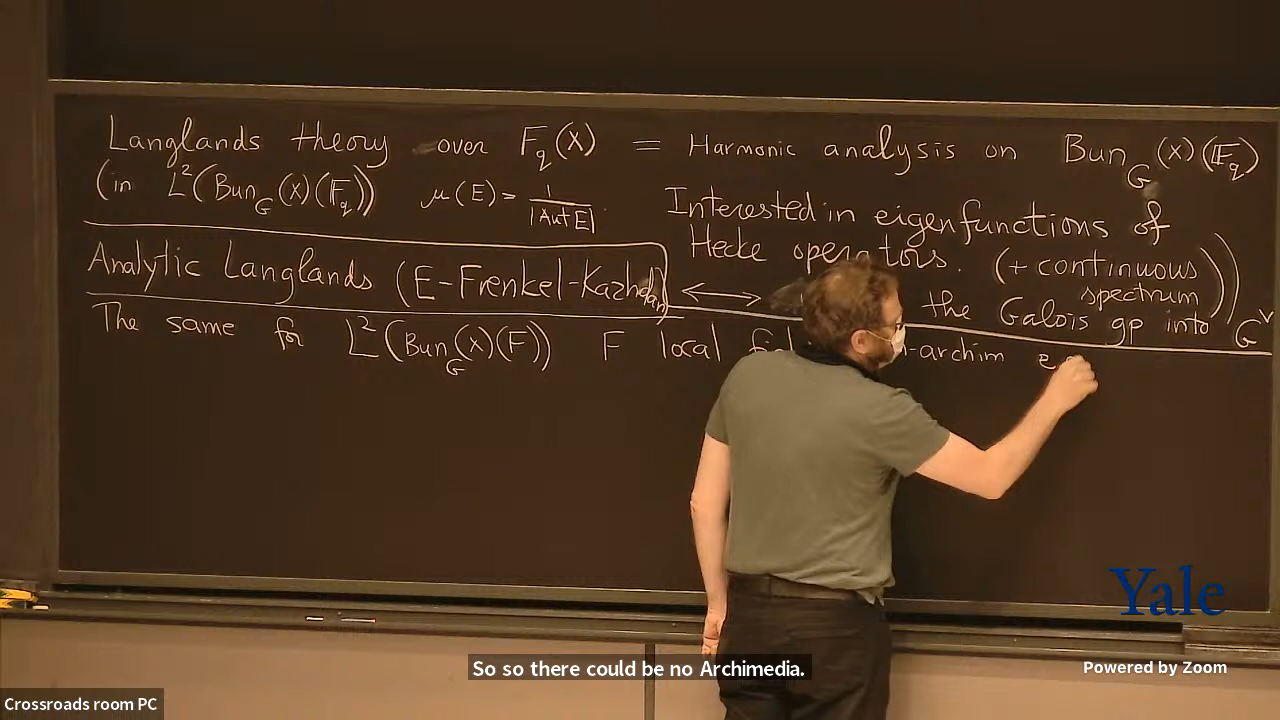 Langlands theory over F_q(X) = Harmonic analysis on Bun_G(X)(F_q)
(in L²(Bun_G(X)(F_q)) μ(E) = 1/|Aut E|
Interested in eigenfunctions of
Hecke operators. (+ continuous
spectrum))
the Galois gp into G^∨
Analytic Langlands (E-Frenkel-Kazhdan) ⟷
The same for L²(Bun_G(X)(F)) F local -archim
Yale
So so there could be no Archimedia.
Powered by Zoom
Crossroads room PC